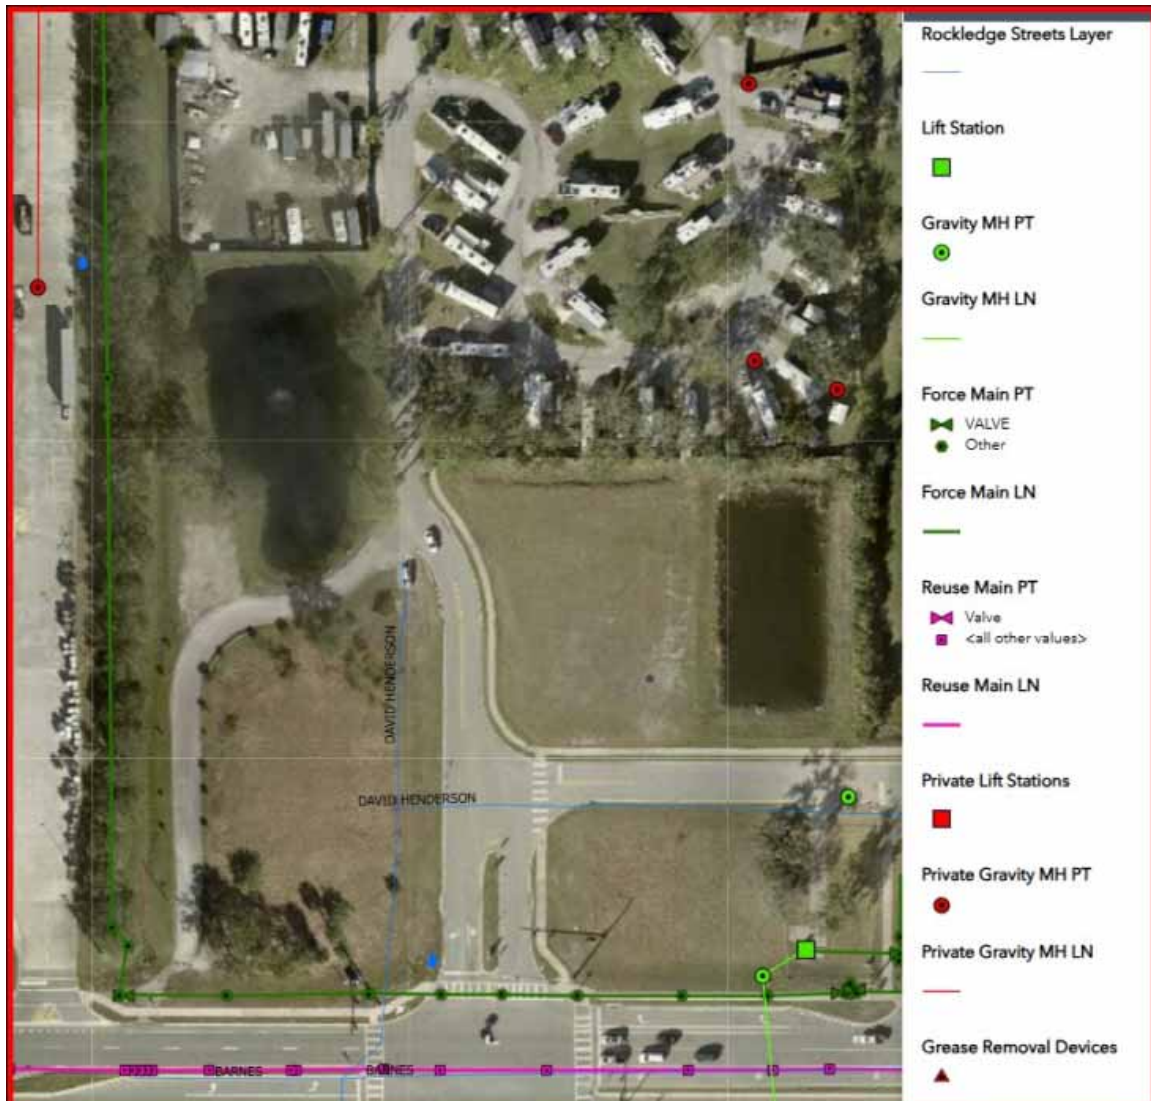 Rockledge Streets Layer
Lift Station
Gravity MH PT
Gravity MH LN
Force Main PT
VALVE
Other
Force Main LN
Reuse Main PT
Valve
<all other values>
Reuse Main LN
Private Lift Stations
Private Gravity MH PT
Private Gravity MH LN
Grease Removal Devices
DAVID HENDERSON
DAVID HENDERSON
BARNES
BARNES